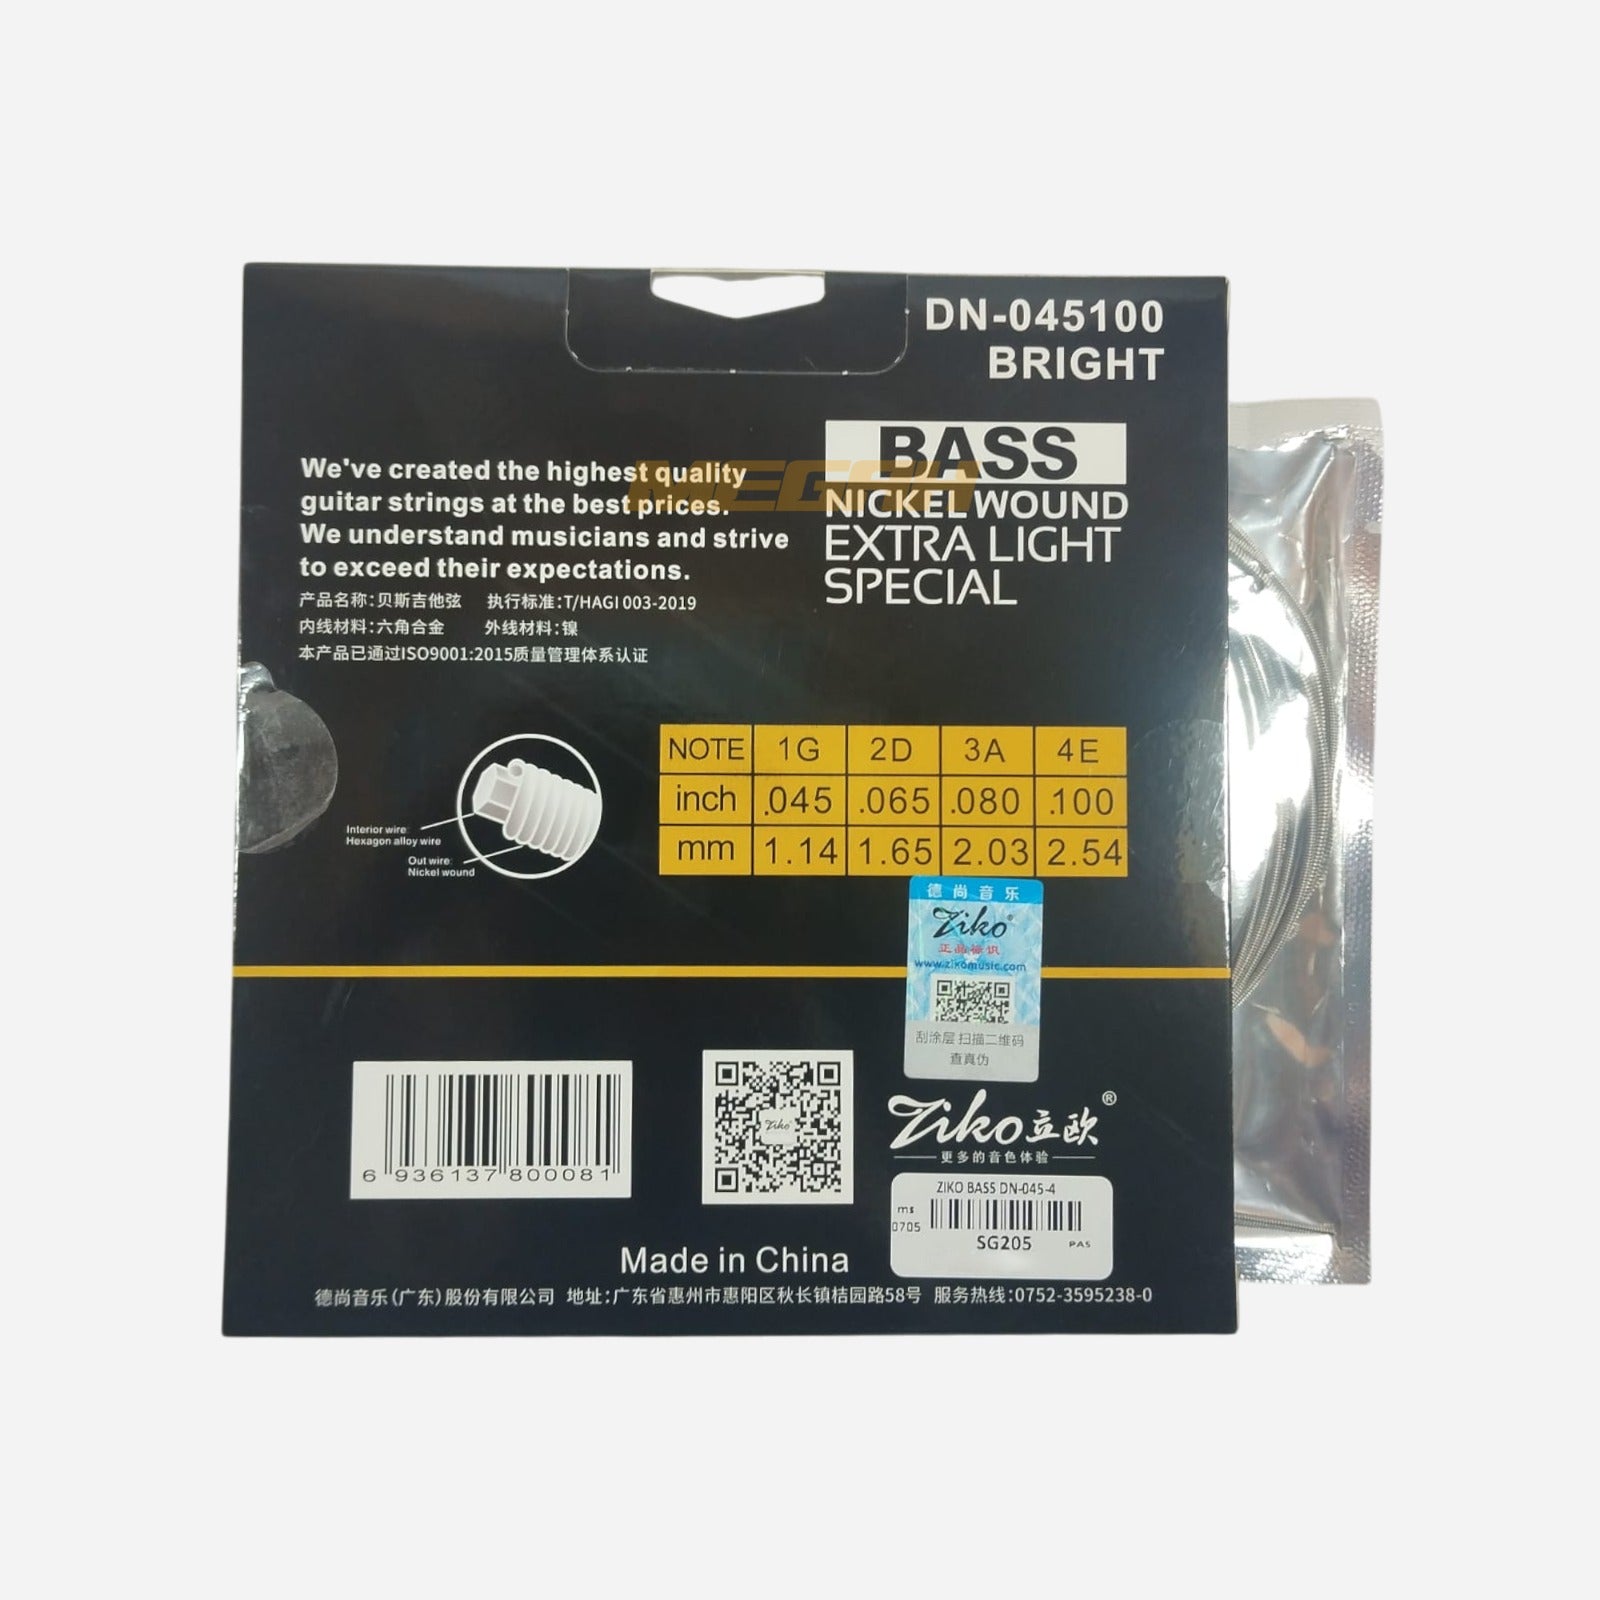 DN-045100
BRIGHT
BASS
NICKEL WOUND
EXTRA LIGHT
SPECIAL
MEGAH
We've created the highest quality
guitar strings at the best prices.
We understand musicians and strive
to exceed their expectations.
产品名称:贝斯吉他弦 执行标准:T/HAGI 003-2019
内线材料:六角合金 外线材料:镍
本产品已通过ISO9001:2015质量管理体系认证
NOTE 1G 2D 3A 4E
inch .045 .065 .080 .100
mm 1.14 1.65 2.03 2.54
Interior wire:
Hexagon alloy wire
Out wire:
Nickel wound
德尚音乐
Ziko®
正品标识
www.zikomusic.com
刮涂层 扫描二维码
查真伪
6 936137 800081
Ziko
Ziko立欧®
更多的音色体验
ZIKO BASS DN-045-4
ms
0705
SG205
PAS
Made in China
德尚音乐(广东)股份有限公司 地址:广东省惠州市惠阳区秋长镇桔园路58号 服务热线:0752-3595238-0